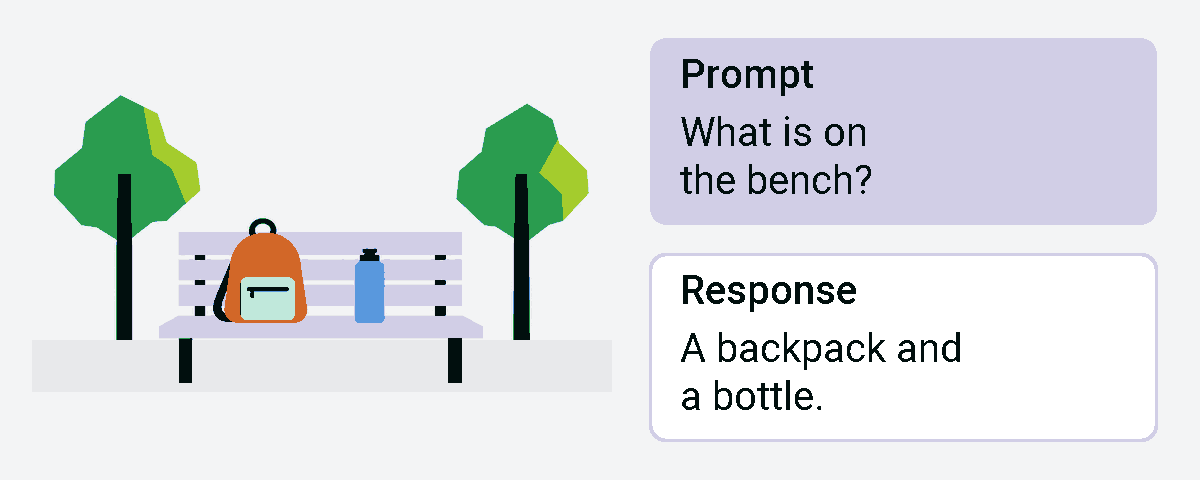 Prompt
What is on
the bench?
Response
A backpack and
a bottle.